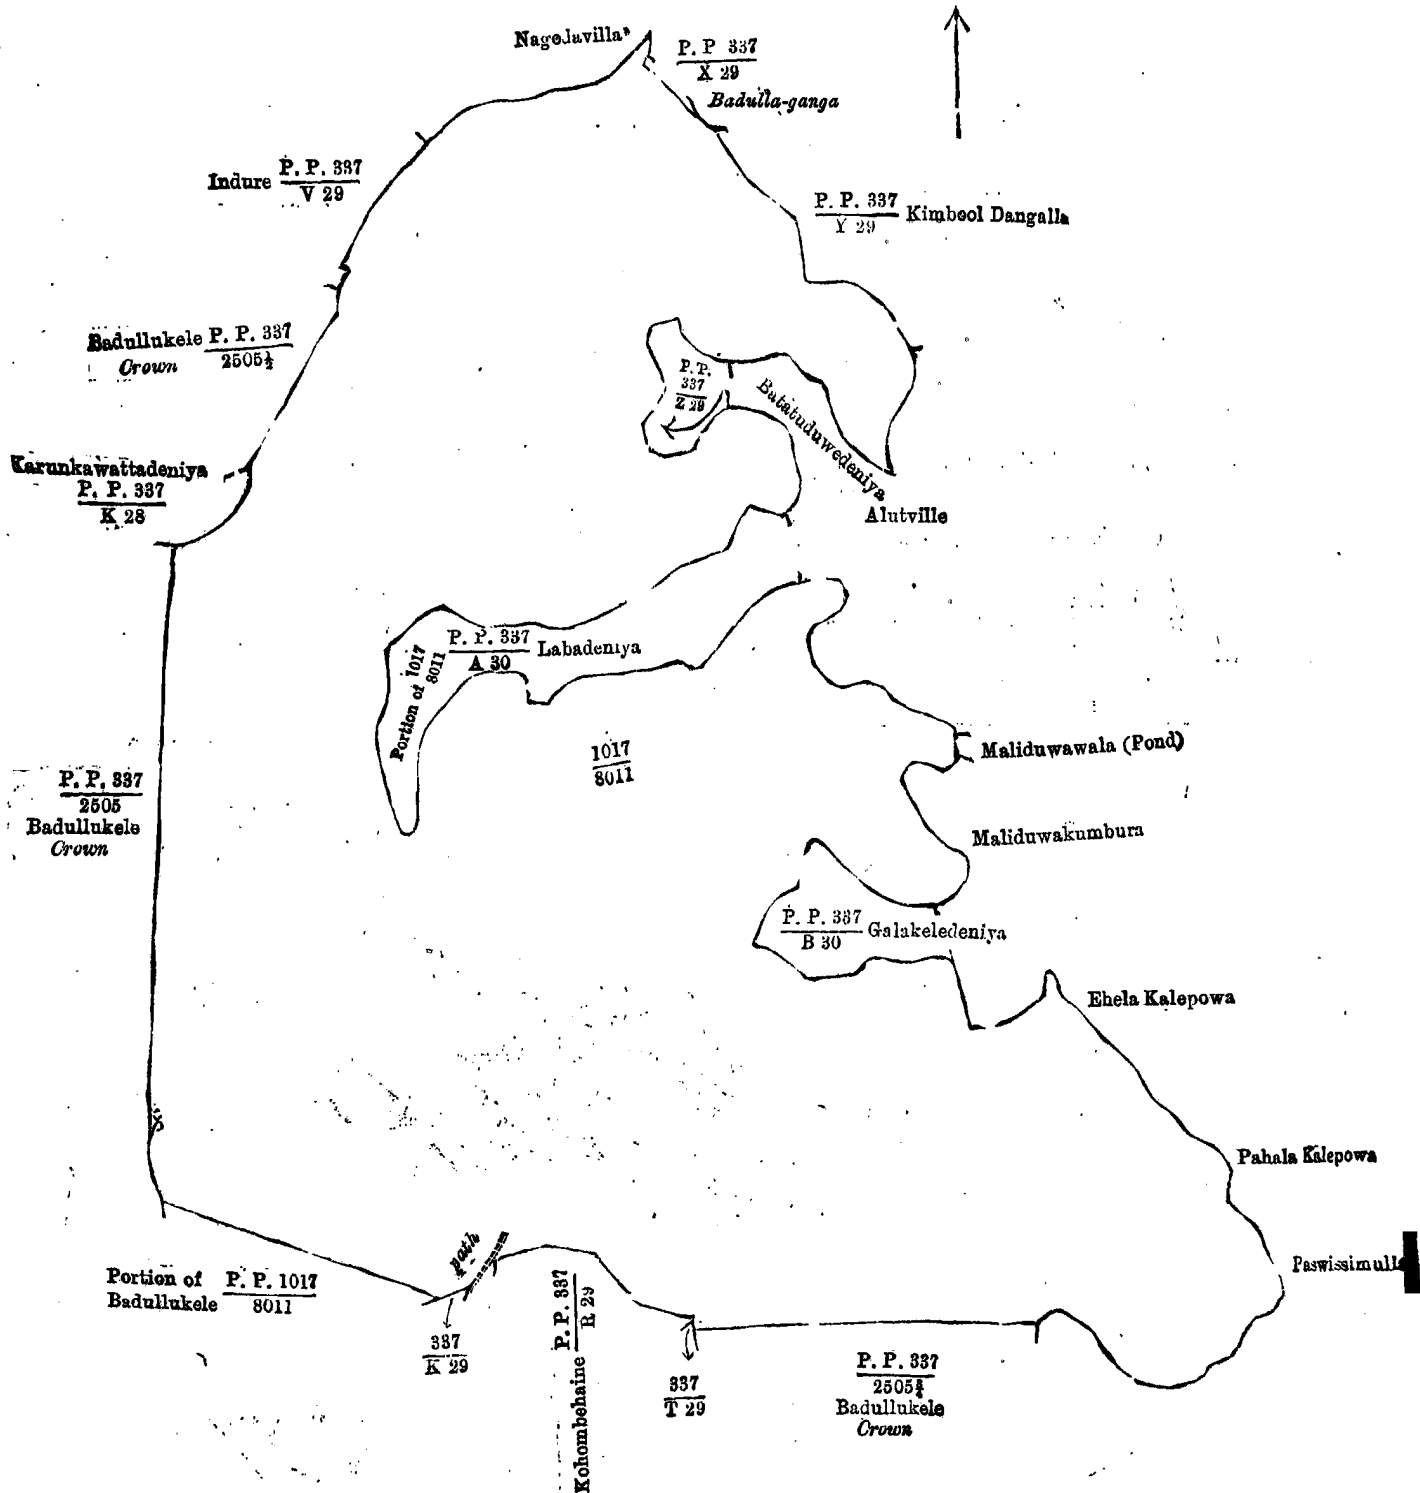 Nagolavilla
P. P 337
X 29
Badulla-ganga
Indure P. P. 337
V 29
P. P. 337 Kimbool Dangalla
Y 29
Badullukele P. P. 337
Crown 2505½
P. P.
337
Z 29
Batatuduwedeniya
Karunkawattadeniya
P. P. 337
K 28
Alutville
P. P. 337 Labadeniya
A 30
Portion of 1017
8011
1017
8011
Maliduwawala (Pond)
P. P. 337
2505
Badullukele
Crown
Maliduwakumbura
P. P. 337 Galakeledeniya
B 30
Ehela Kalepowa
Pahala Kalepowa
path
Paswissimulla
Portion of P. P. 1017
Badullukele 8011
337
K 29
Kohombehaine P. P. 337
R 29
337
T 29
P. P. 337
2505¾
Badullukele
Crown